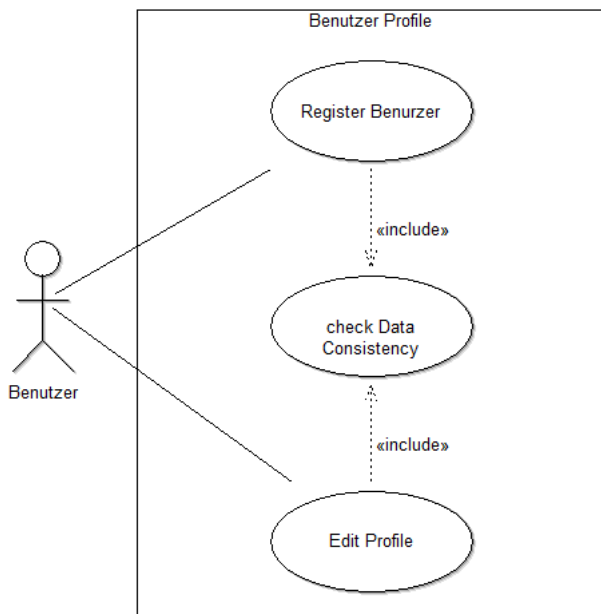 Benutzer Profile
Register Benurzer
«include»
check Data
Consistency
Benutzer
«include»
Edit Profile